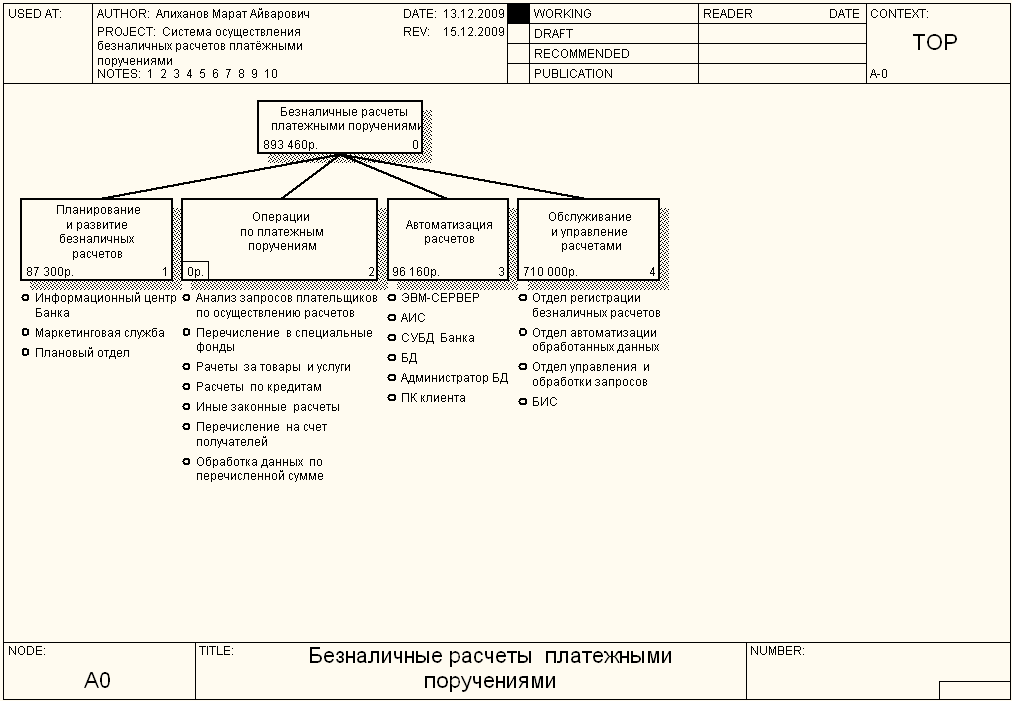 USED AT:
AUTHOR: Алиханов Марат Айварович
DATE: 13.12.2009
PROJECT: Система осуществления
безналичных расчетов платёжными
поручениями
REV: 15.12.2009
NOTES: 1 2 3 4 5 6 7 8 9 10
WORKING
DRAFT
RECOMMENDED
PUBLICATION
READER DATE
CONTEXT:
TOP
A-0
Безналичные расчеты
платежными поручениями
893 460р. 0
Планирование
и развитие
безналичных
расчетов
87 300р. 1
Операции
по платежным
поручениям
0р. 2
Автоматизация
расчетов
96 160р. 3
Обслуживание
и управление
расчетами
710 000р. 4
Информационный центр
Банка
Маркетинговая служба
Плановый отдел
Анализ запросов плательщиков
по осуществлению расчетов
Перечисление в специальные
фонды
Рачеты за товары и услуги
Расчеты по кредитам
Иные законные расчеты
Перечисление на счет
получателей
Обработка данных по
перечисленной сумме
ЭВМ-СЕРВЕР
АИС
СУБД Банка
БД
Администратор БД
ПК клиента
Отдел регистрации
безналичных расчетов
Отдел автоматизации
обработанных данных
Отдел управления и
обработки запросов
БИС
NODE:
A0
TITLE:
Безналичные расчеты платежными
поручениями
NUMBER: